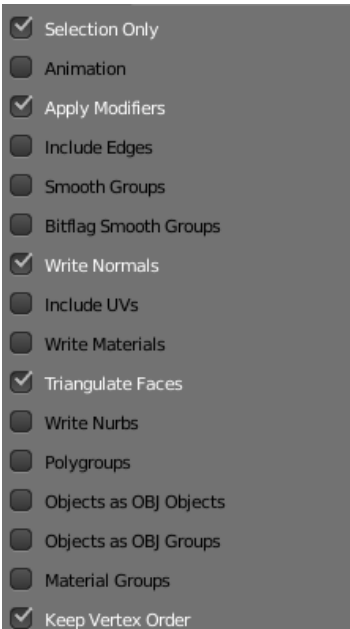 Selection Only
Animation
Apply Modifiers
Include Edges
Smooth Groups
Bitflag Smooth Groups
Write Normals
Include UVs
Write Materials
Triangulate Faces
Write Nurbs
Polygroups
Objects as OBJ Objects
Objects as OBJ Groups
Material Groups
Keep Vertex Order